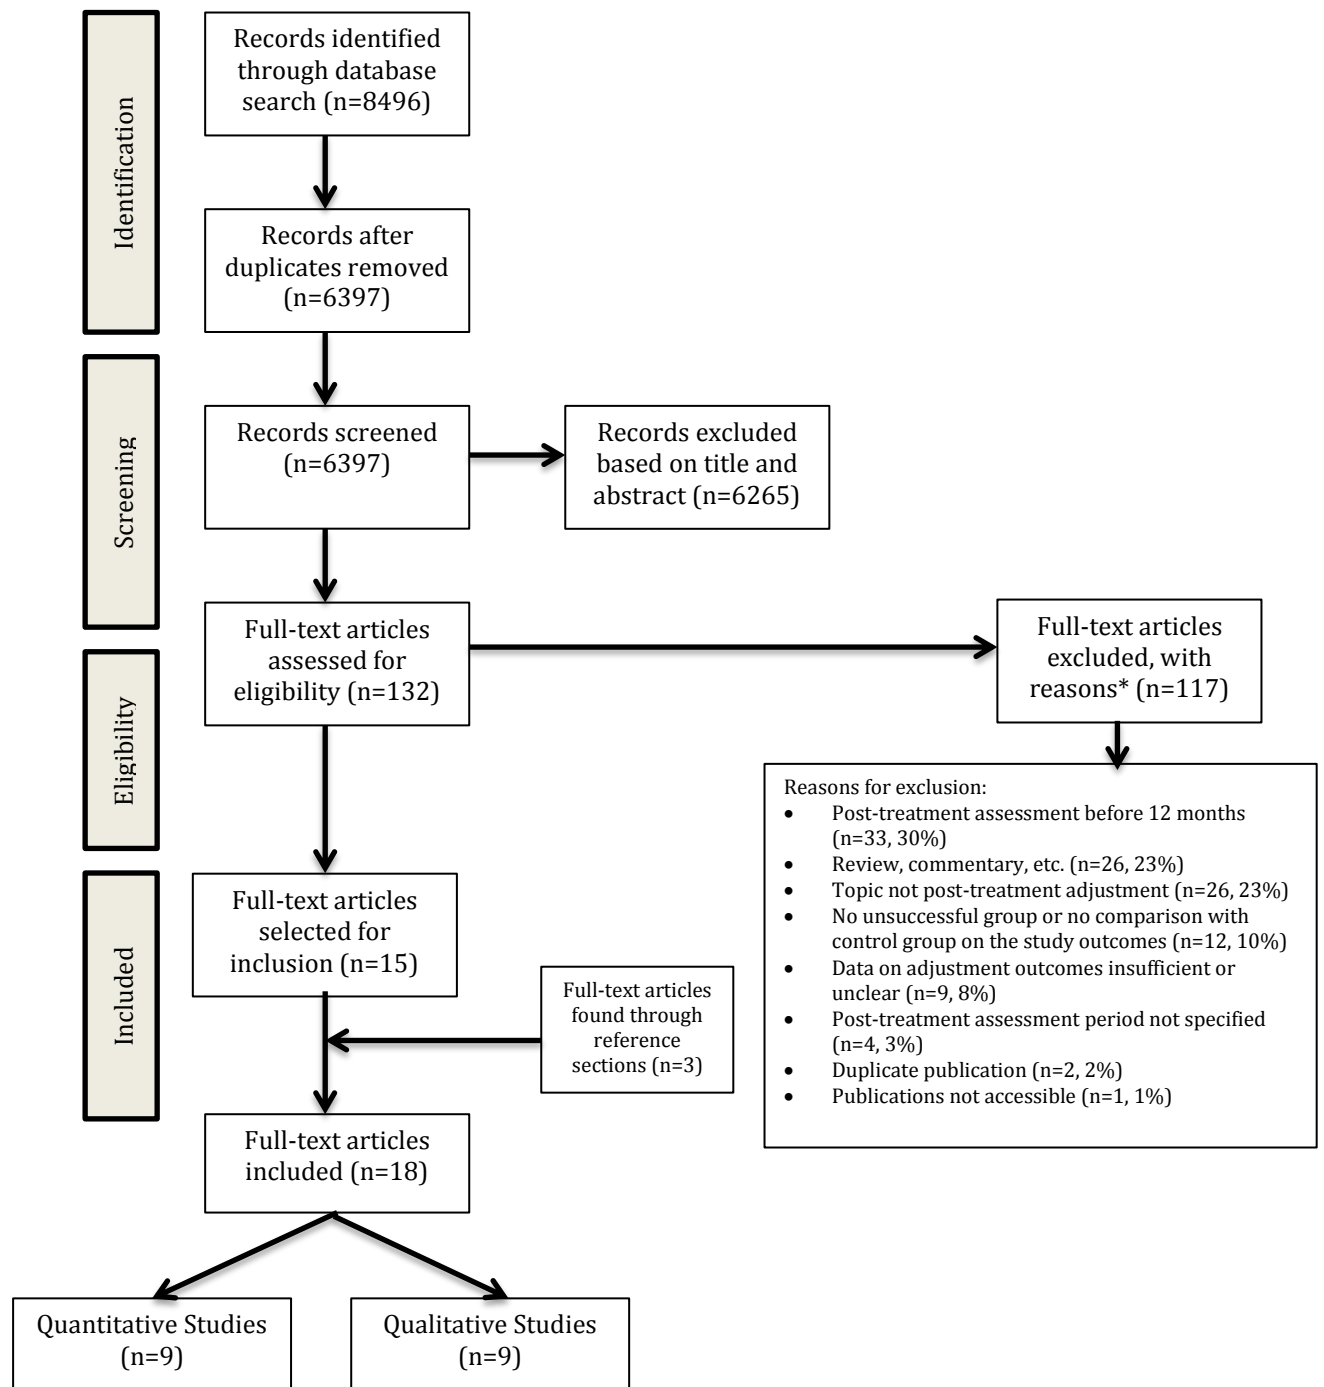 Identification
Records identified
through database
search (n=8496)
Records after
duplicates removed
(n=6397)
Screening
Records screened
(n=6397)
Records excluded
based on title and
abstract (n=6265)
Eligibility
Full-text articles
assessed for
eligibility (n=132)
Full-text articles
excluded, with
reasons* (n=117)
Reasons for exclusion:
• Post-treatment assessment before 12 months
(n=33, 30%)
• Review, commentary, etc. (n=26, 23%)
• Topic not post-treatment adjustment (n=26, 23%)
• No unsuccessful group or no comparison with
control group on the study outcomes (n=12, 10%)
• Data on adjustment outcomes insufficient or
unclear (n=9, 8%)
• Post-treatment assessment period not specified
(n=4, 3%)
• Duplicate publication (n=2, 2%)
• Publications not accessible (n=1, 1%)
Included
Full-text articles
selected for
inclusion (n=15)
Full-text articles
found through
reference
sections (n=3)
Full-text articles
included (n=18)
Quantitative Studies
(n=9)
Qualitative Studies
(n=9)